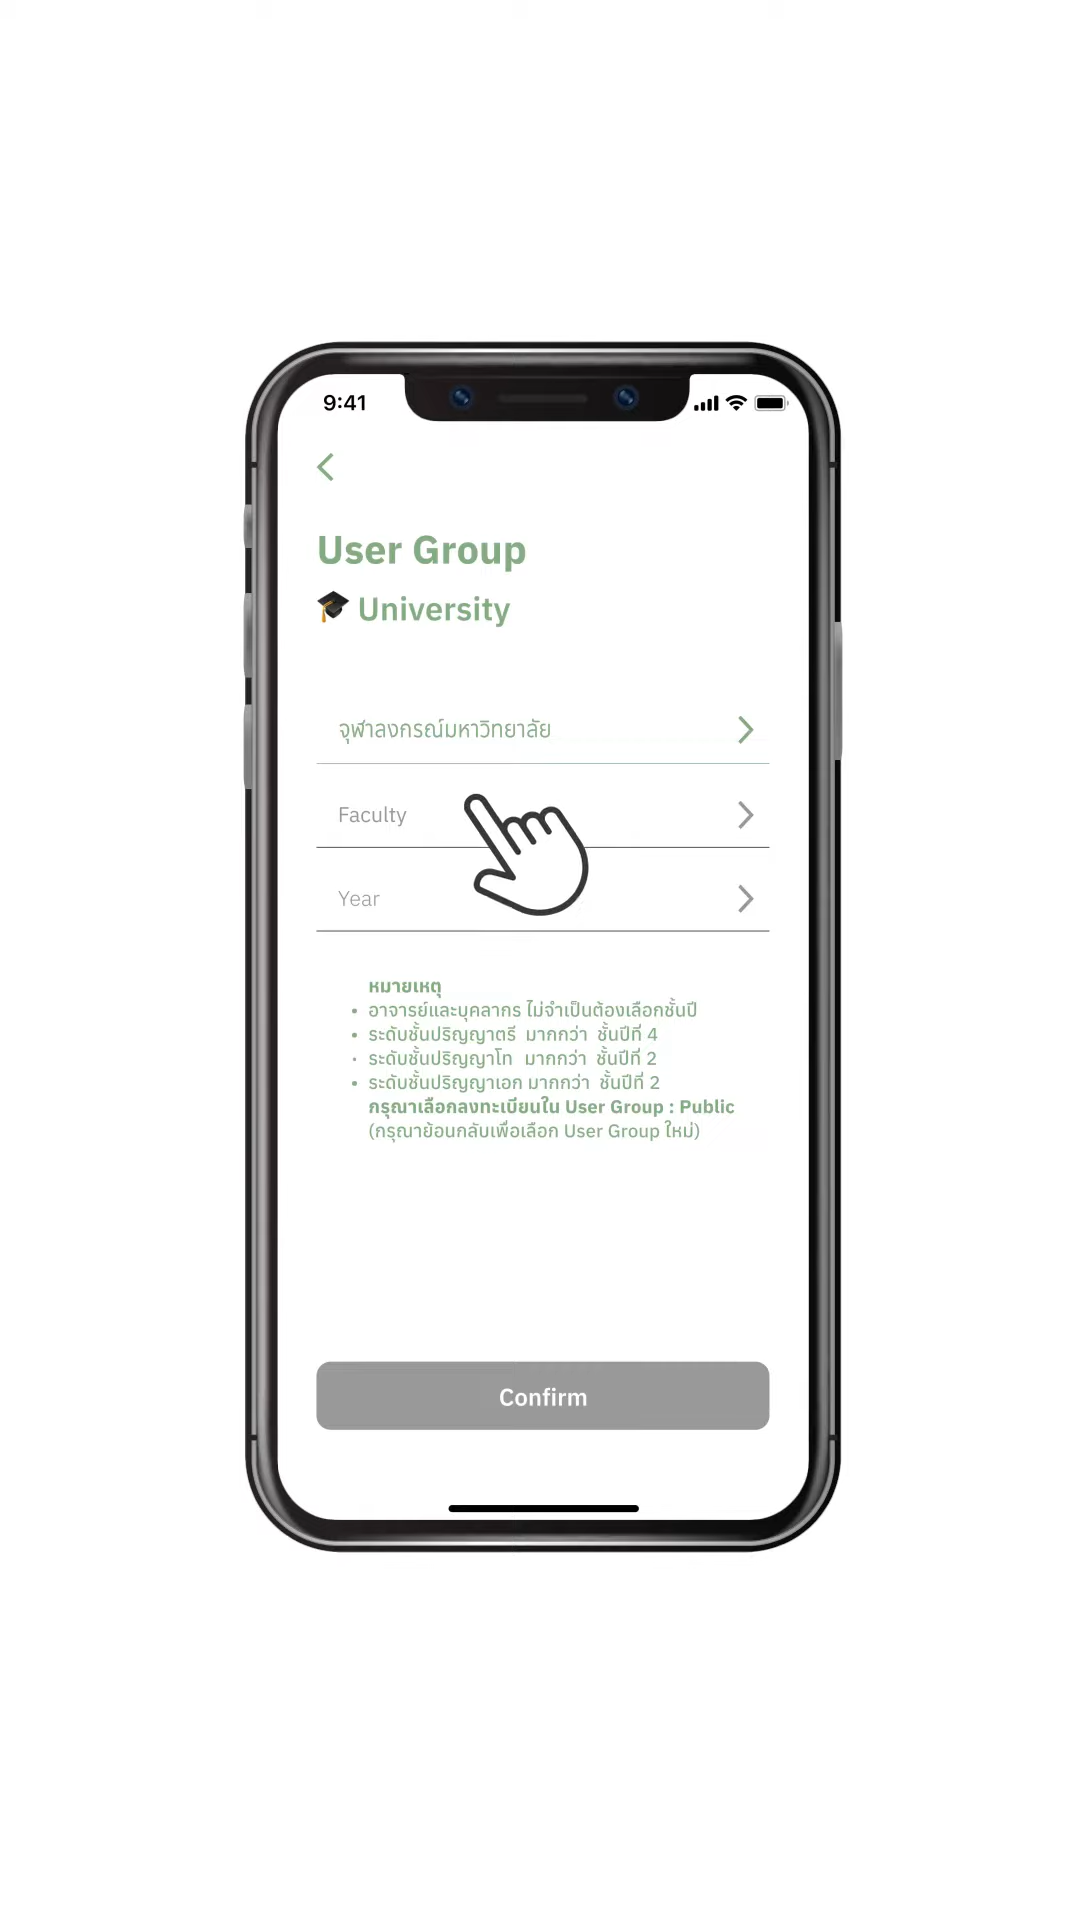 9:41
User Group
University
จุฬาลงกรณ์มหาวิทยาลัย
Faculty
Year
หมายเหตุ
• อาจารย์และบุคลากร ไม่จำเป็นต้องเลือกชั้นปี
• ระดับชั้นปริญญาตรี มากกว่า ชั้นปีที่ 4
• ระดับชั้นปริญญาโท มากกว่า ชั้นปีที่ 2
• ระดับชั้นปริญญาเอก มากกว่า ชั้นปีที่ 2
กรุณาเลือกลงทะเบียนใน User Group : Public
(กรุณาย้อนกลับเพื่อเลือก User Group ใหม่)
Confirm